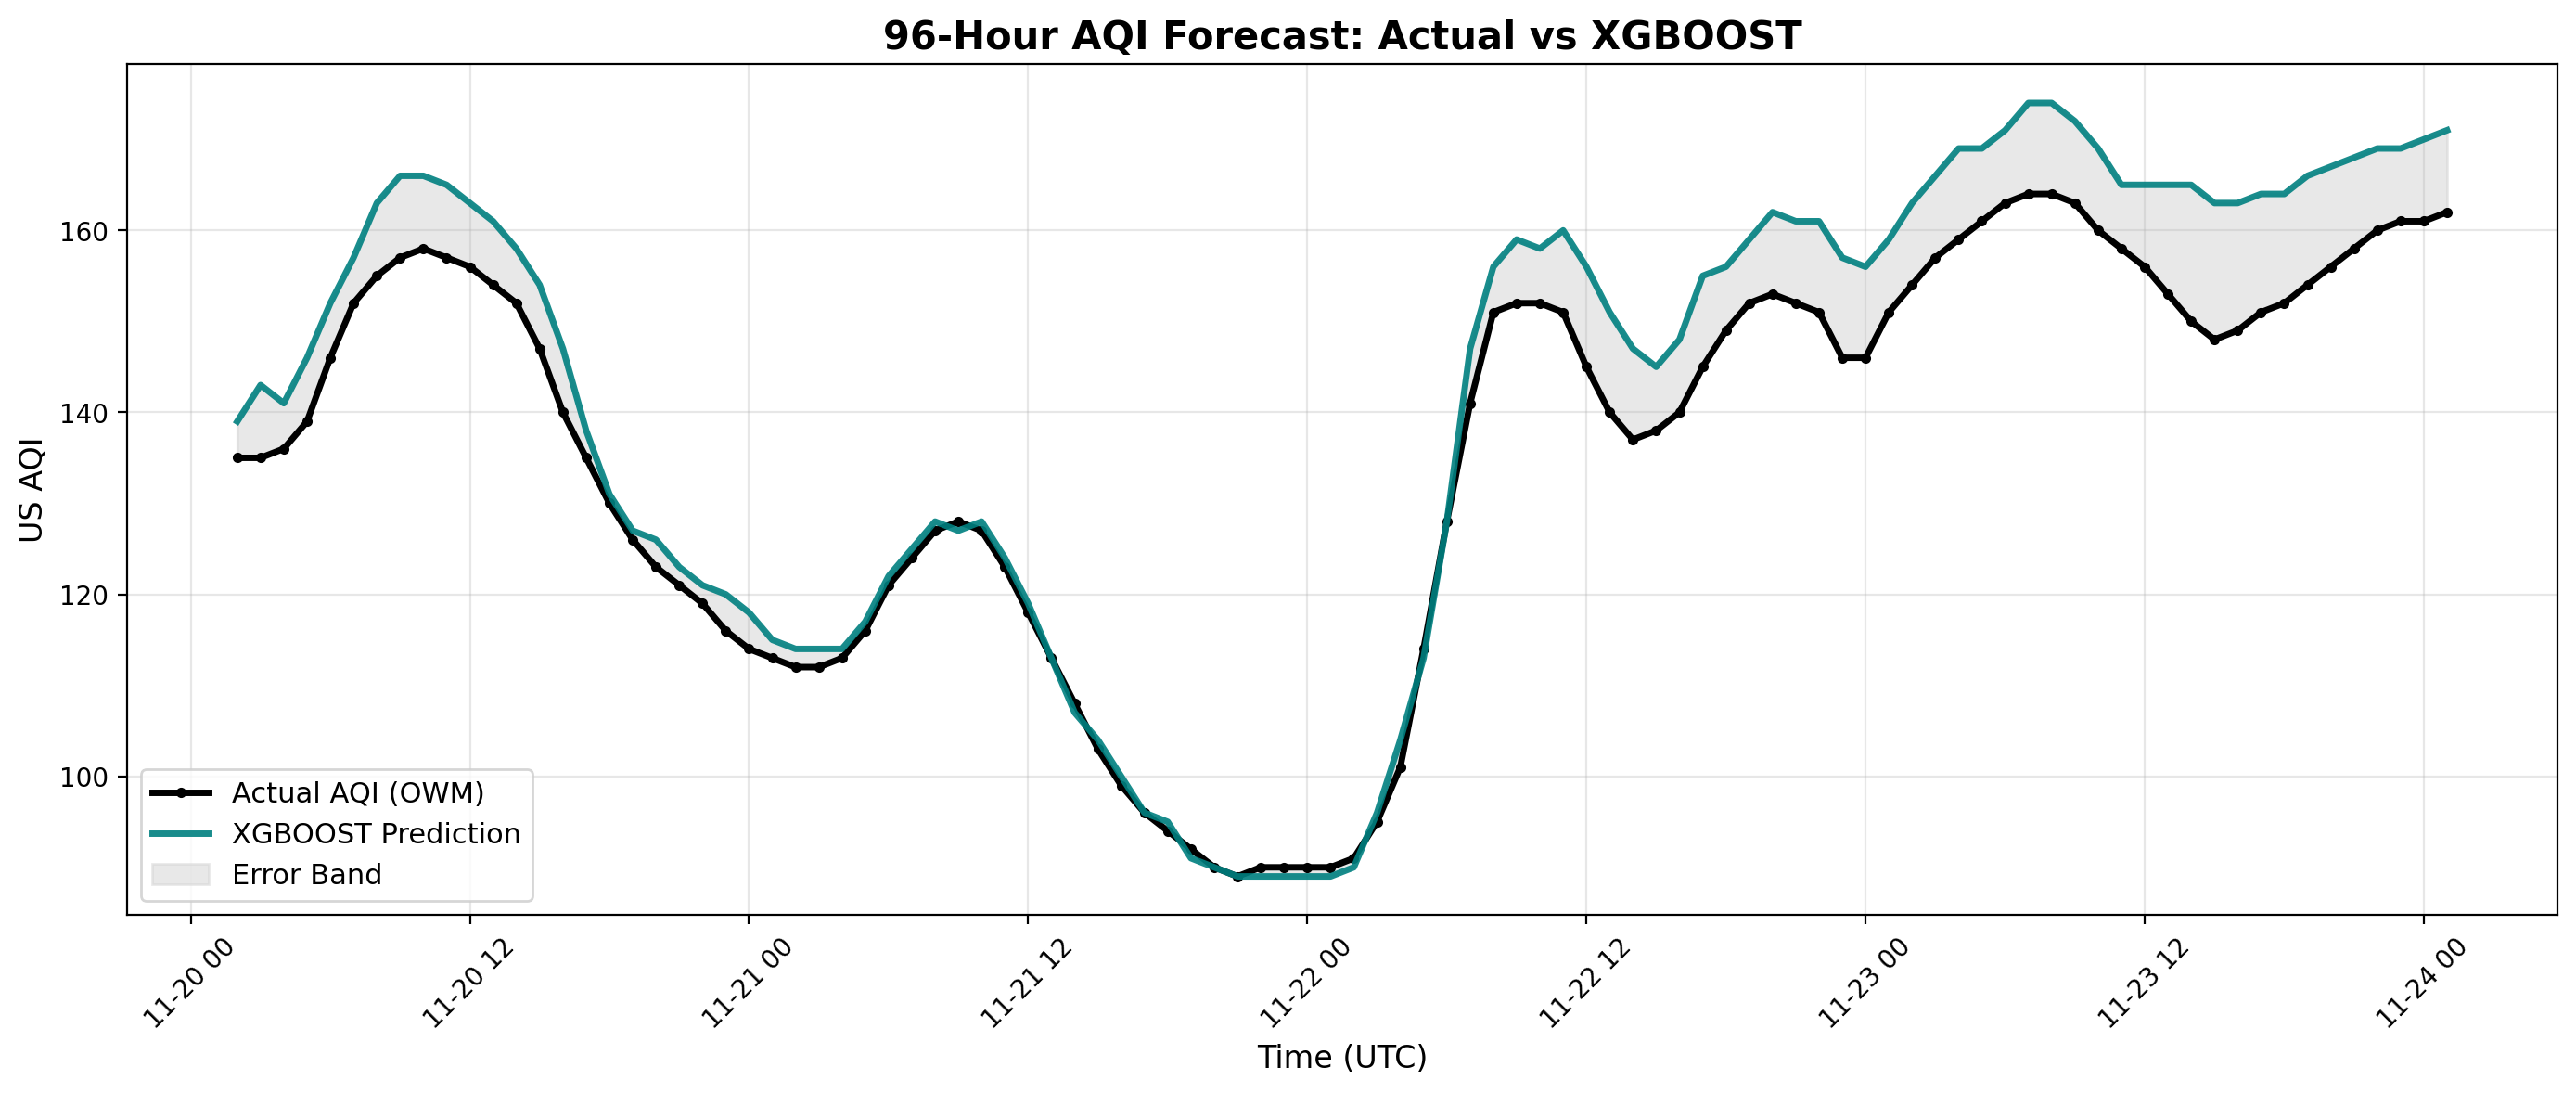 96-Hour AQI Forecast: Actual vs XGBOOST
US AQI
160
140
120
100
Actual AQI (OWM)
XGBOOST Prediction
Error Band
11-20 00
11-20 12
11-21 00
11-21 12
11-22 00
11-22 12
11-23 00
11-23 12
11-24 00
Time (UTC)